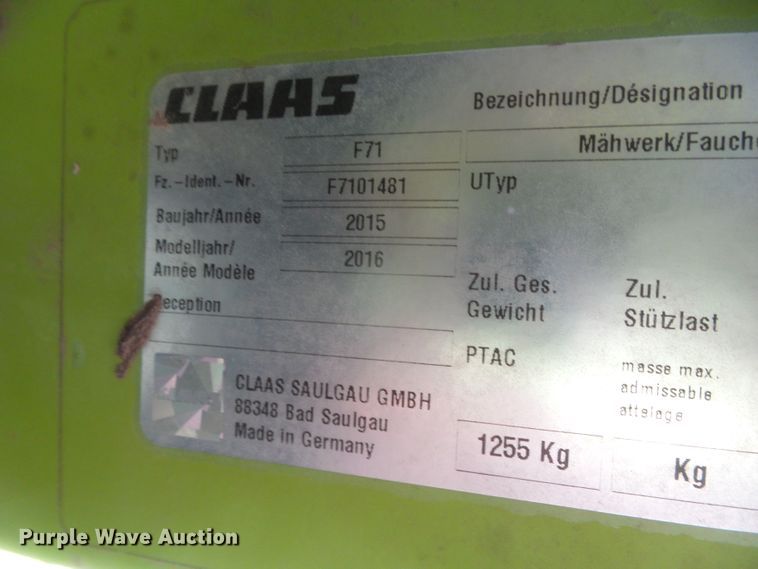 CLAAS
Bezeichnung/Désignation
Typ F71
Mähwerk/Fauche
Fz.-Ident.-Nr. F7101481
UTyp
Baujahr/Année 2015
Modelljahr/
Année Modèle 2016
Reception
Zul. Ges.
Gewicht
Zul.
Stützlast
PTAC
masse max.
admissable
attelage
CLAAS SAULGAU GMBH
88348 Bad Saulgau
Made in Germany
1255 Kg
Kg
Purple Wave Auction